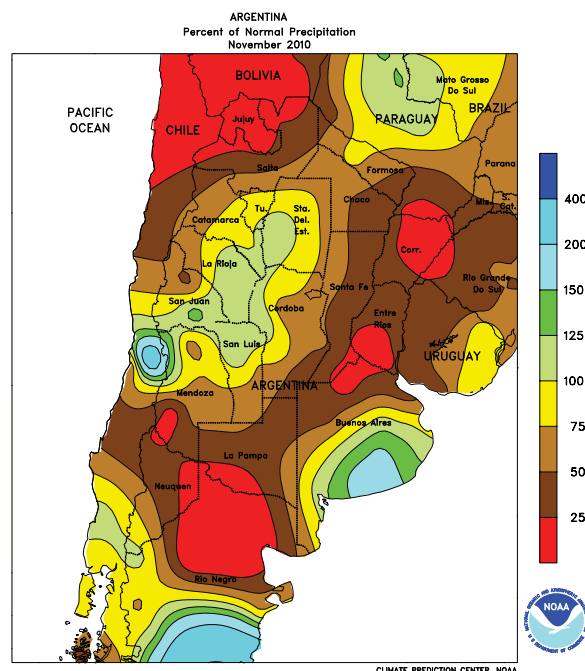 ARGENTINA
Percent of Normal Precipitation
November 2010
BOLIVIA
Mato Grosso
Do Sul
PACIFIC
OCEAN
BRAZIL
PARAGUAY
Jujuy
CHILE
Parana
Salta
Formosa
Chaco
Mis.
S.
Cat.
Tu.
Sta.
Del.
Est.
Catamarca
Corr.
La Rioja
Rio Grande
Do Sul
Santa Fe
San Juan
Cordoba
Entre
Rios
San Luis
URUGUAY
ARGENTINA
Mendoza
Buenos Aires
La Pampa
Neuquen
Rio Negro
400
200
150
125
100
75
50
25
NOAA
CLIMATE PREDICTION CENTER, NOAA